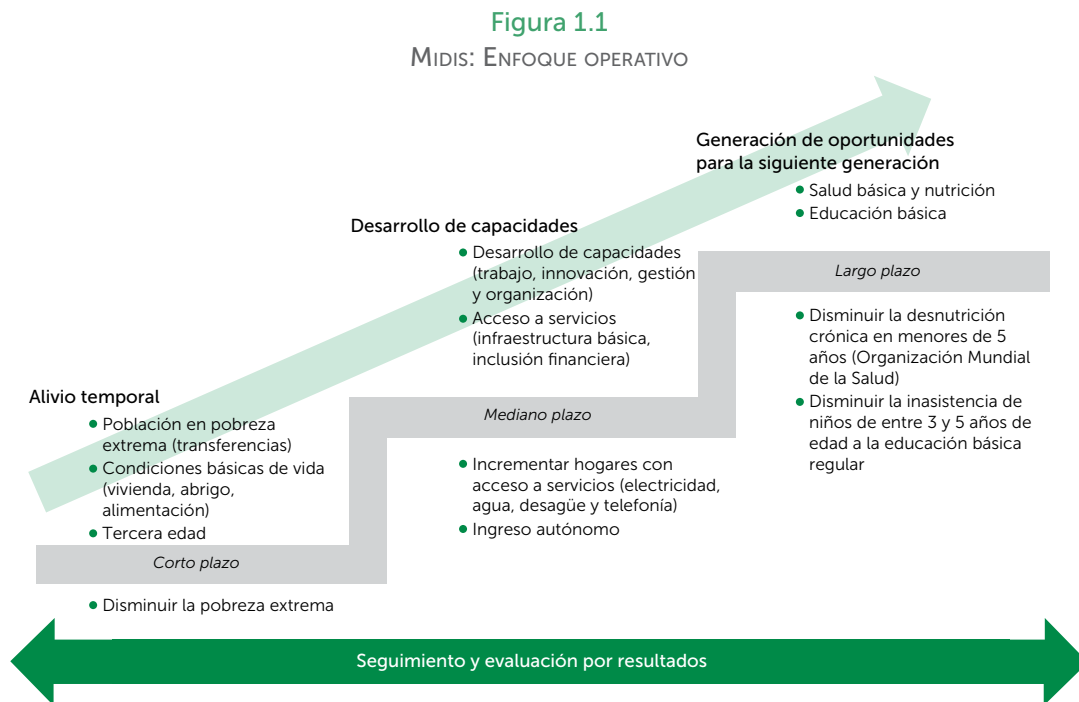 Figura 1.1
Midis: Enfoque operativo
Generación de oportunidades
para la siguiente generación
• Salud básica y nutrición
• Educación básica
Largo plazo
• Disminuir la desnutrición
crónica en menores de 5
años (Organización Mundial
de la Salud)
• Disminuir la inasistencia de
niños de entre 3 y 5 años de
edad a la educación básica
regular
Desarrollo de capacidades
• Desarrollo de capacidades
(trabajo, innovación, gestión
y organización)
• Acceso a servicios
(infraestructura básica,
inclusión financiera)
Mediano plazo
• Incrementar hogares con
acceso a servicios (electricidad,
agua, desagüe y telefonía)
• Ingreso autónomo
Alivio temporal
• Población en pobreza
extrema (transferencias)
• Condiciones básicas de vida
(vivienda, abrigo,
alimentación)
• Tercera edad
Corto plazo
• Disminuir la pobreza extrema
Seguimiento y evaluación por resultados